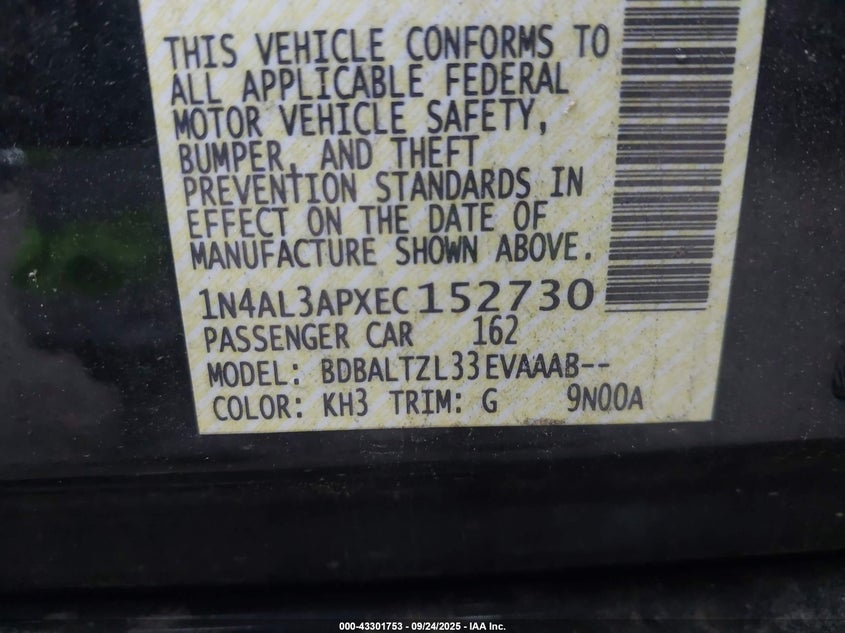 THIS VEHICLE CONFORMS TO
ALL APPLICABLE FEDERAL
MOTOR VEHICLE SAFETY,
BUMPER, AND THEFT
PREVENTION STANDARDS IN
EFFECT ON THE DATE OF
MANUFACTURE SHOWN ABOVE.
1N4AL3APXEC152730
PASSENGER CAR 162
MODEL: BDBALTZL33EVAAAB--
COLOR: KH3 TRIM: G 9N00A
000-43301753 - 09/24/2025 - IAA Inc.